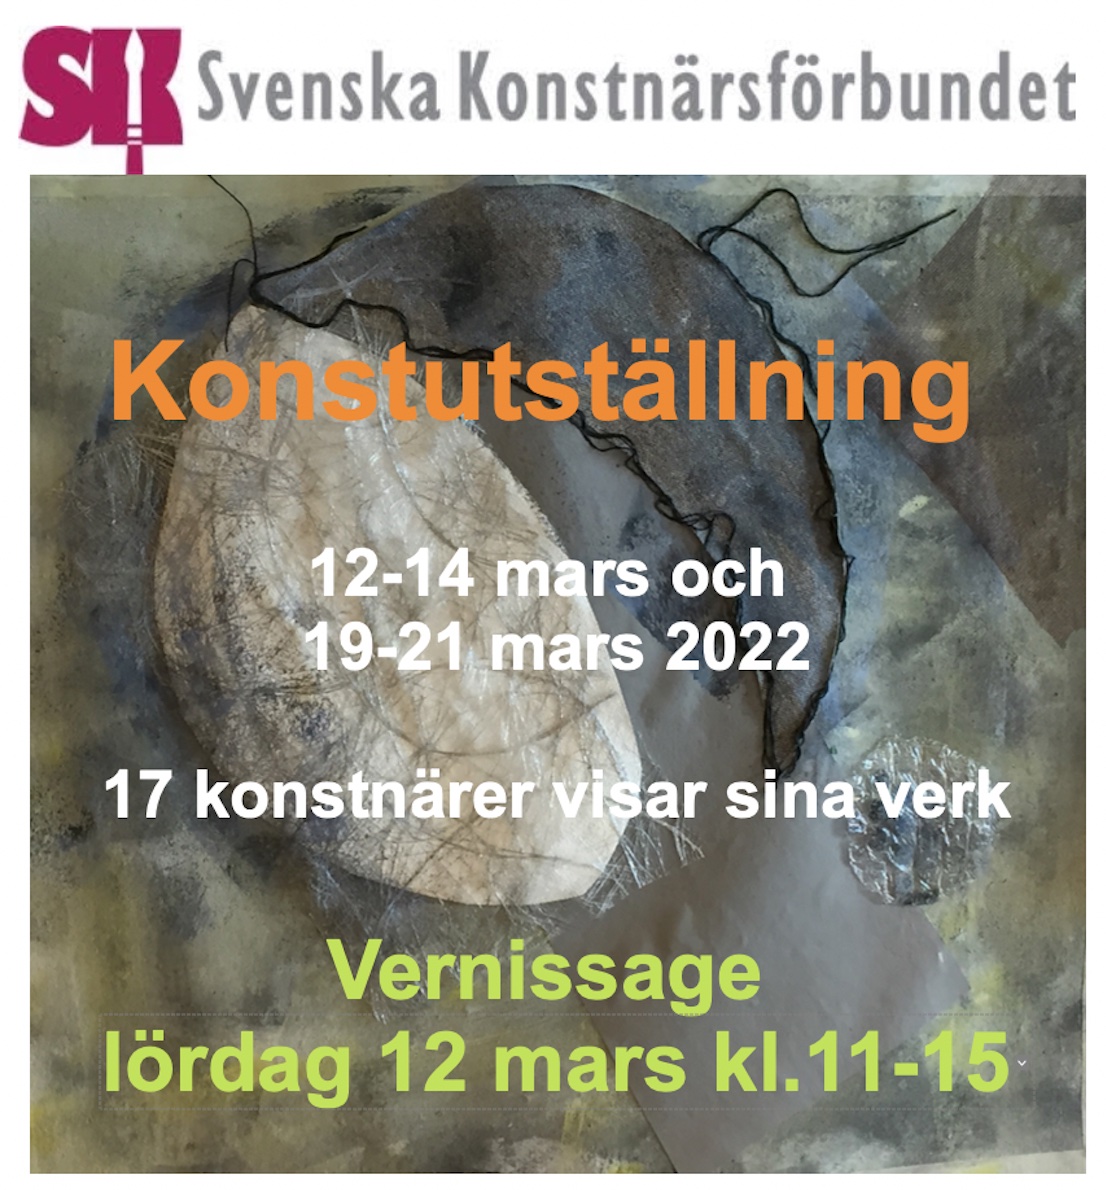 SK Svenska Konstnärsförbundet
Konstutställning
12-14 mars och
19-21 mars 2022
17 konstnärer visar sina verk
Vernissage
lördag 12 mars kl.11-15